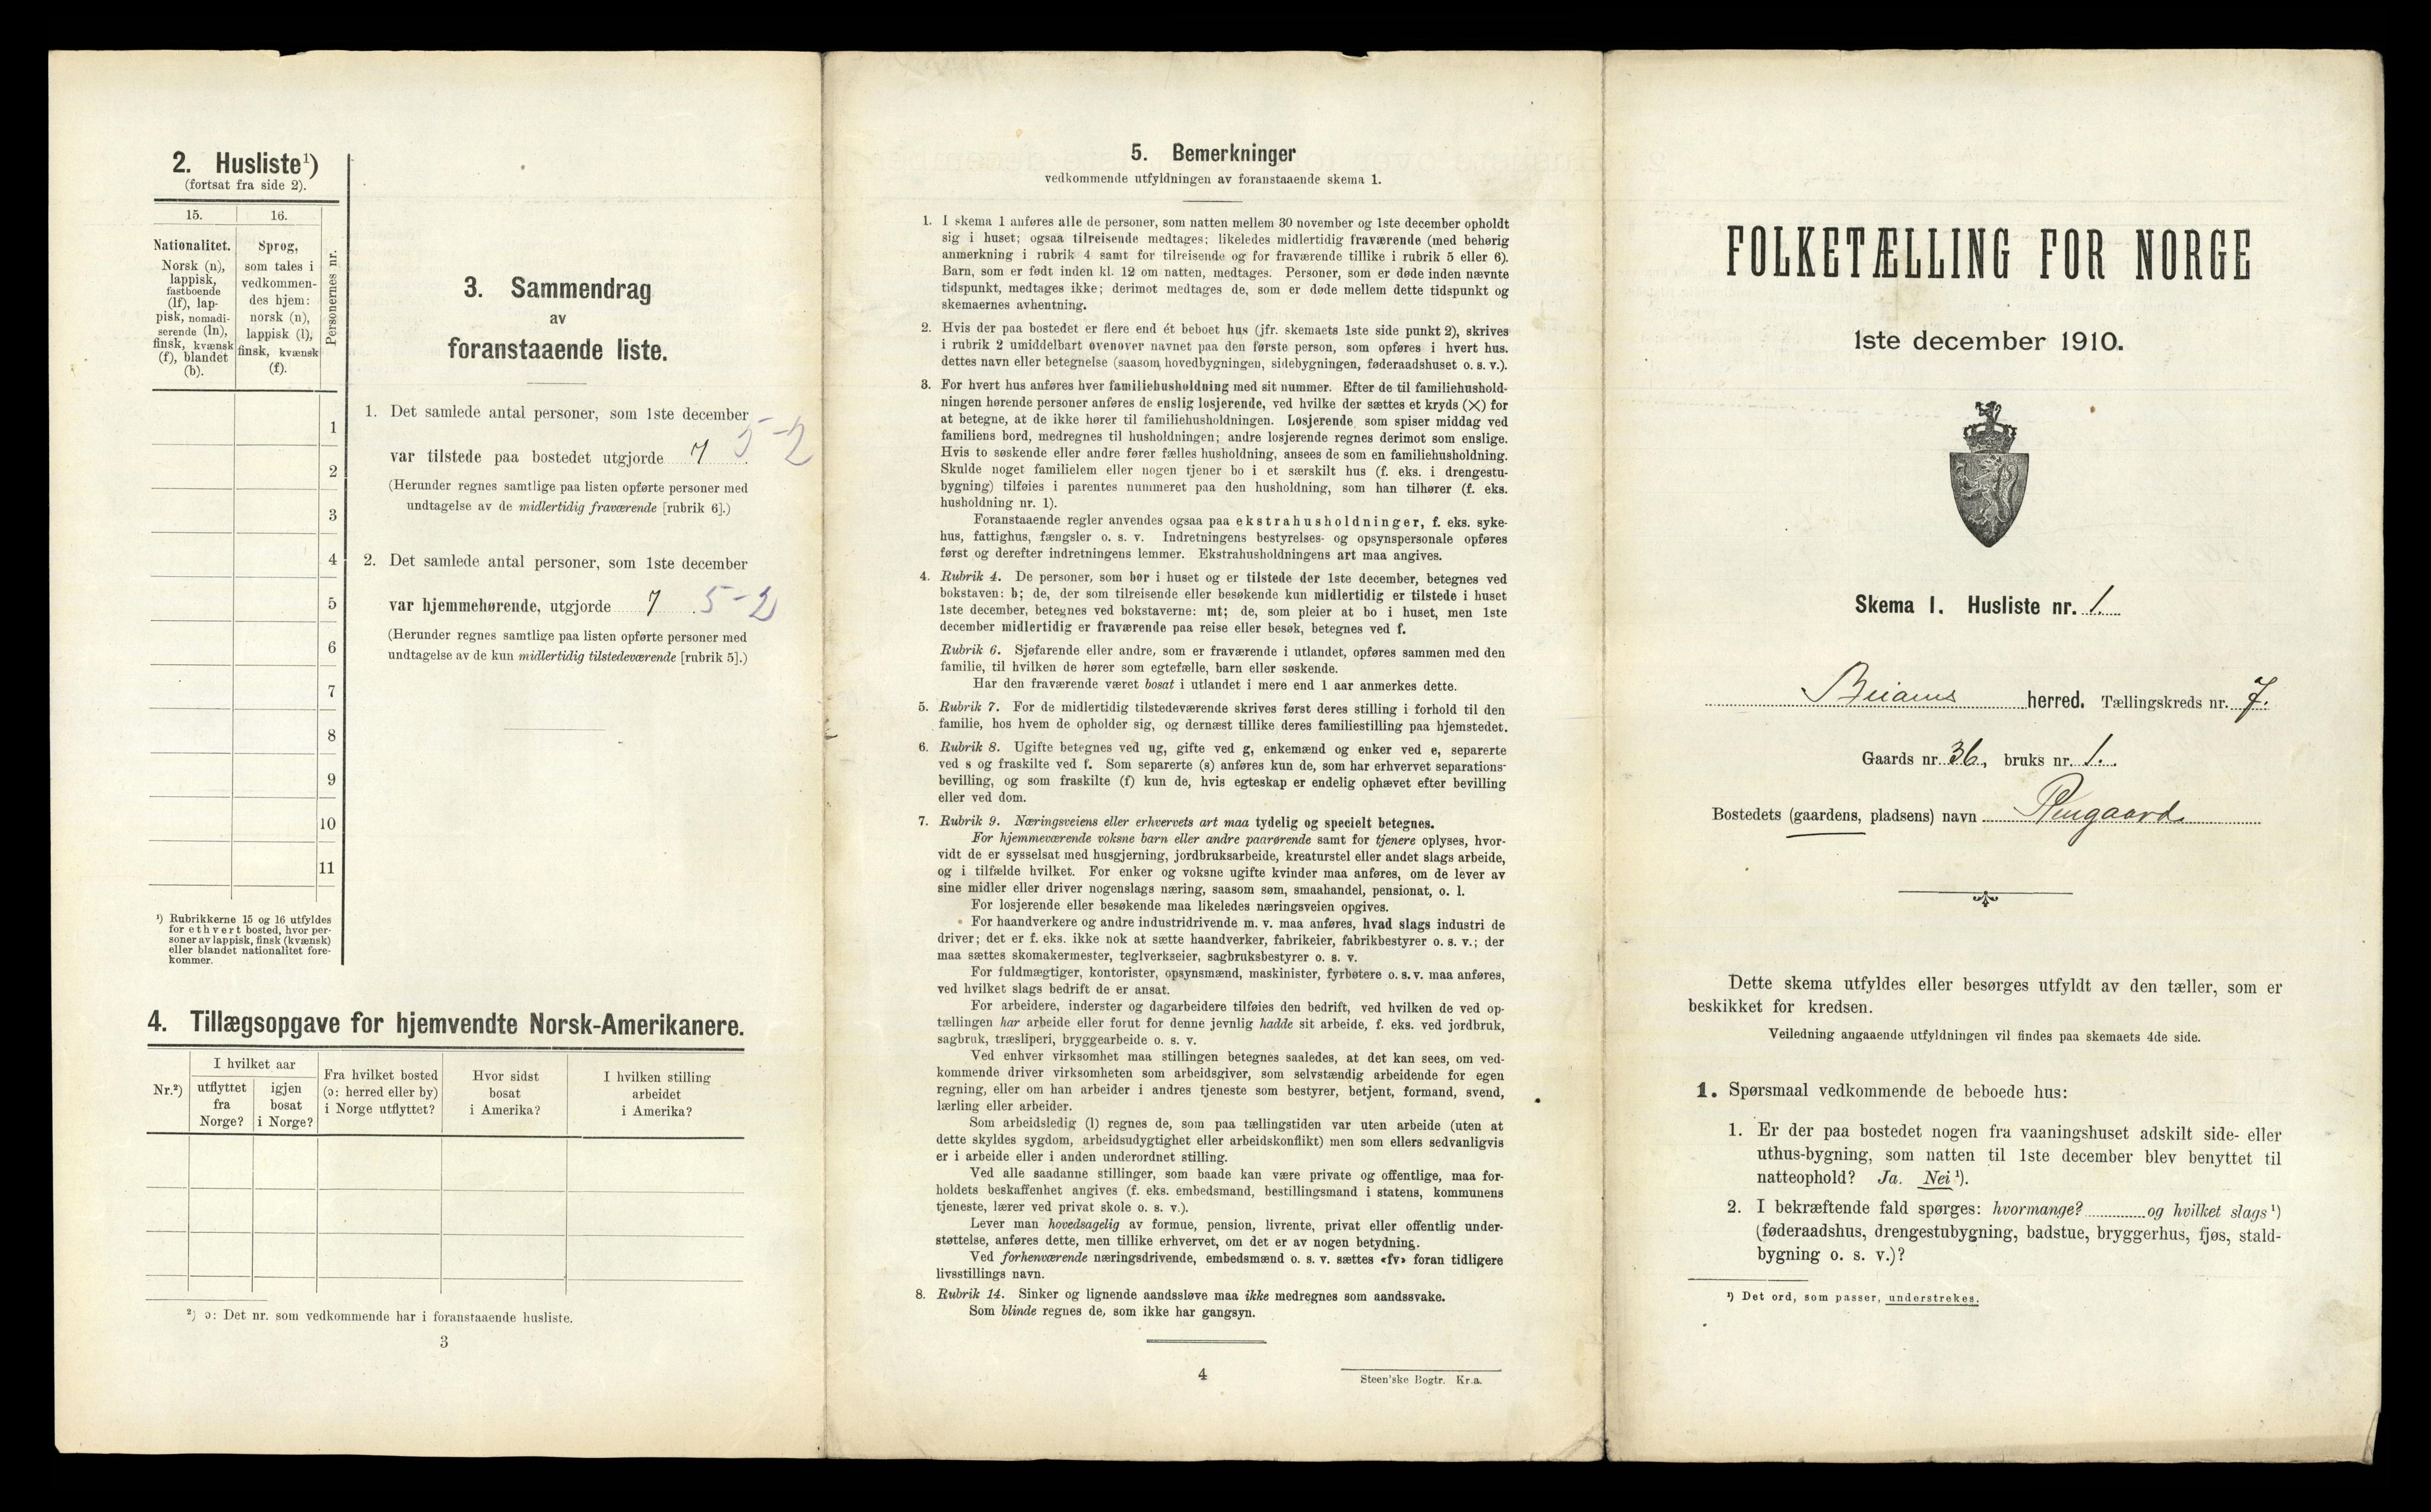 2. Husliste¹)
(fortsat fra side 2).
15.
16.
Personernes nr.
Nationalitet.
Norsk (n),
lappisk,
fastboende
(lf), lap-
pisk, nomadi-
serende (ln),
finsk, kvænsk
(f), blandet
(b).
Sprog,
som tales i
vedkommen-
des hjem:
norsk (n),
lappisk (l),
finsk, kvænsk
(f).
1
2
3
4
5
6
7
8
9
10
11
¹) Rubrikkerne 15 og 16 utfyldes
for ethvert bosted, hvor per-
soner av lappisk, finsk (kvænsk)
eller blandet nationalitet fore-
kommer.
3. Sammendrag
av
foranstaaende liste.
1. Det samlede antal personer, som 1ste december
var tilstede paa bostedet utgjorde 7 5-2
(Herunder regnes samtlige paa listen opførte personer med
undtagelse av de midlertidig fraværende [rubrik 6].)
2. Det samlede antal personer, som 1ste december
var hjemmehørende, utgjorde 7 5-2
(Herunder regnes samtlige paa listen opførte personer med
undtagelse av de kun midlertidig tilstedeværende [rubrik 5].)
4. Tillægsopgave for hjemvendte Norsk-Amerikanere.
Nr.²)
I hvilket aar
utflyttet
fra
Norge?
igjen
bosat
i Norge?
Fra hvilket bosted
(ɔ: herred eller by)
i Norge utflyttet?
Hvor sidst
bosat
i Amerika?
I hvilken stilling
arbeidet
i Amerika?
²) ɔ: Det nr. som vedkommende har i foranstaaende husliste.
3
5. Bemerkninger
vedkommende utfyldningen av foranstaaende skema 1.
1. I skema 1 anføres alle de personer, som natten mellem 30 november og 1ste december opholdt
sig i huset; ogsaa tilreisende medtages; likeledes midlertidig fraværende (med behørig
anmerkning i rubrik 4 samt for tilreisende og for fraværende tillike i rubrik 5 eller 6).
Barn, som er født inden kl. 12 om natten, medtages. Personer, som er døde inden nævnte
tidspunkt, medtages ikke; derimot medtages de, som er døde mellem dette tidspunkt og
skemaernes avhentning.
2. Hvis der paa bostedet er flere end ét beboet hus (jfr. skemaets 1ste side punkt 2), skrives
i rubrik 2 umiddelbart ovenover navnet paa den første person, som opføres i hvert hus.
dettes navn eller betegnelse (saasom hovedbygningen, sidebygningen, føderaadshuset o. s. v.).
3. For hvert hus anføres hver familiehusholdning med sit nummer. Efter de til familiehushold-
ningen hørende personer anføres de enslig losjerende, ved hvilke der sættes et kryds (×) for
at betegne, at de ikke hører til familiehusholdningen. Losjerende som spiser middag ved
familiens bord, medregnes til husholdningen; andre losjerende regnes derimot som enslige.
Hvis to søskende eller andre fører fælles husholdning, ansees de som en familiehusholdning.
Skulde noget familielem eller nogen tjener bo i et særskilt hus (f. eks. i drengestu-
bygning) tilføies i parentes nummeret paa den husholdning, som han tilhører (f. eks.
husholdning nr. 1).
Foranstaaende regler anvendes ogsaa paa ekstrahusholdninger, f. eks. syke-
hus, fattighus, fængsler o. s. v. Indretningens bestyrelses- og opsynspersonale opføres
først og derefter indretningens lemmer. Ekstrahusholdningens art maa angives.
4. Rubrik 4. De personer, som bor i huset og er tilstede der 1ste december, betegnes ved
bokstaven: b; de, der som tilreisende eller besøkende kun midlertidig er tilstede i huset
1ste december, betegnes ved bokstaverne: mt; de, som pleier at bo i huset, men 1ste
december midlertidig er fraværende paa reise eller besøk, betegnes ved f.
Rubrik 6. Sjøfarende eller andre, som er fraværende i utlandet, opføres sammen med den
familie, til hvilken de hører som egtefælle, barn eller søskende.
Har den fraværende været bosat i utlandet i mere end 1 aar anmerkes dette.
5. Rubrik 7. For de midlertidig tilstedeværende skrives først deres stilling i forhold til den
familie, hos hvem de opholder sig, og dernæst tillike deres familiestilling paa hjemstedet.
6. Rubrik 8. Ugifte betegnes ved ug, gifte ved g, enkemænd og enker ved e, separerte
ved s og fraskilte ved f. Som separerte (s) anføres kun de, som har erhvervet separations-
bevilling, og som fraskilte (f) kun de, hvis egteskap er endelig ophævet efter bevilling
eller ved dom.
7. Rubrik 9. Næringsveiens eller erhvervets art maa tydelig og specielt betegnes.
For hjemmeværende voksne barn eller andre paarørende samt for tjenere oplyses, hvor-
vidt de er sysselsat med husgjerning, jordbruksarbeide, kreaturstel eller andet slags arbeide,
og i tilfælde hvilket. For enker og voksne ugifte kvinder maa anføres, om de lever av
sine midler eller driver nogenslags næring, saasom søm, smaahandel, pensionat, o. l.
For losjerende eller besøkende maa likeledes næringsveien opgives.
For haandverkere og andre industridrivende m. v. maa anføres, hvad slags industri de
driver; det er f. eks. ikke nok at sætte haandverker, fabrikeier, fabrikbestyrer o. s. v.; der
maa sættes skomakermester, teglverkseier, sagbruksbestyrer o. s. v.
For fuldmægtiger, kontorister, opsynsmænd, maskinister, fyrbøtere o. s. v. maa anføres,
ved hvilket slags bedrift de er ansat.
For arbeidere, inderster og dagarbeidere tilføies den bedrift, ved hvilken de ved op-
tællingen har arbeide eller forut for denne jevnlig hadde sit arbeide, f. eks. ved jordbruk,
sagbruk, træsliperi, bryggearbeide o. s. v.
Ved enhver virksomhet maa stillingen betegnes saaledes, at det kan sees, om ved-
kommende driver virksomheten som arbeidsgiver, som selvstændig arbeidende for egen
regning, eller om han arbeider i andres tjeneste som bestyrer, betjent, formand, svend,
lærling eller arbeider.
Som arbeidsledig (l) regnes de, som paa tællingstiden var uten arbeide (uten at
dette skyldes sygdom, arbeidsudygtighet eller arbeidskonflikt) men som ellers sedvanligvis
er i arbeide eller i anden underordnet stilling.
Ved alle saadanne stillinger, som baade kan være private og offentlige, maa for-
holdets beskaffenhet angives (f. eks. embedsmand, bestillingsmand i statens, kommunens
tjeneste, lærer ved privat skole o. s. v.).
Lever man hovedsagelig av formue, pension, livrente, privat eller offentlig under-
støttelse, anføres dette, men tillike erhvervet, om det er av nogen betydning.
Ved forhenværende næringsdrivende, embedsmænd o. s. v. sættes «fv» foran tidligere
livsstillings navn.
8. Rubrik 14. Sinker og lignende aandssløve maa ikke medregnes som aandssvake.
Som blinde regnes de, som ikke har gangsyn.
4
Steen'ske Bogtr. Kr.a.
FOLKETÆLLING FOR NORGE
1ste december 1910.
Skema 1. Husliste nr. 1.
Beiarns herred. Tællingskreds nr. 7.
Gaards nr. 36, bruks nr. 1.
Bostedets (gaardens, pladsens) navn
Dette skema utfyldes eller besørges utfyldt av den tæller, som er
beskikket for kredsen.
Veiledning angaaende utfyldningen vil findes paa skemaets 4de side.
1. Spørsmaal vedkommende de beboede hus:
1. Er der paa bostedet nogen fra vaaningshuset adskilt side- eller
uthus-bygning, som natten til 1ste december blev benyttet til
natteophold? Ja. Nei ¹).
2. I bekræftende fald spørges: hvormange? og hvilket slags ¹)
(føderaadshus, drengestubygning, badstue, bryggerhus, fjøs, stald-
bygning o. s. v.)?
¹) Det ord, som passer, understrekes.